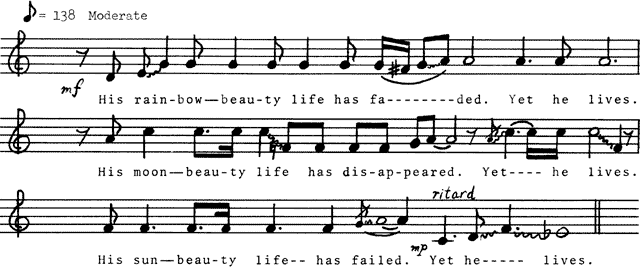 ♪= 138 Moderate
mf
His rain-bow—beau-ty life has fa--------ded. Yet he lives.
His moon—beau-ty life has dis-ap-peared. Yet---- he lives.
ritard
mp
His sun—beau-ty life-- has failed. Yet he----- lives.